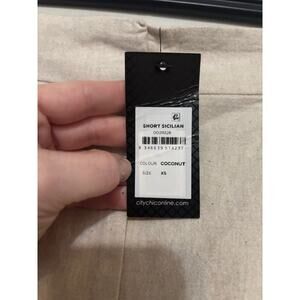 SHORT SICILIAN
COLOUR COCONUT
SIZE XS
citychiconline.com